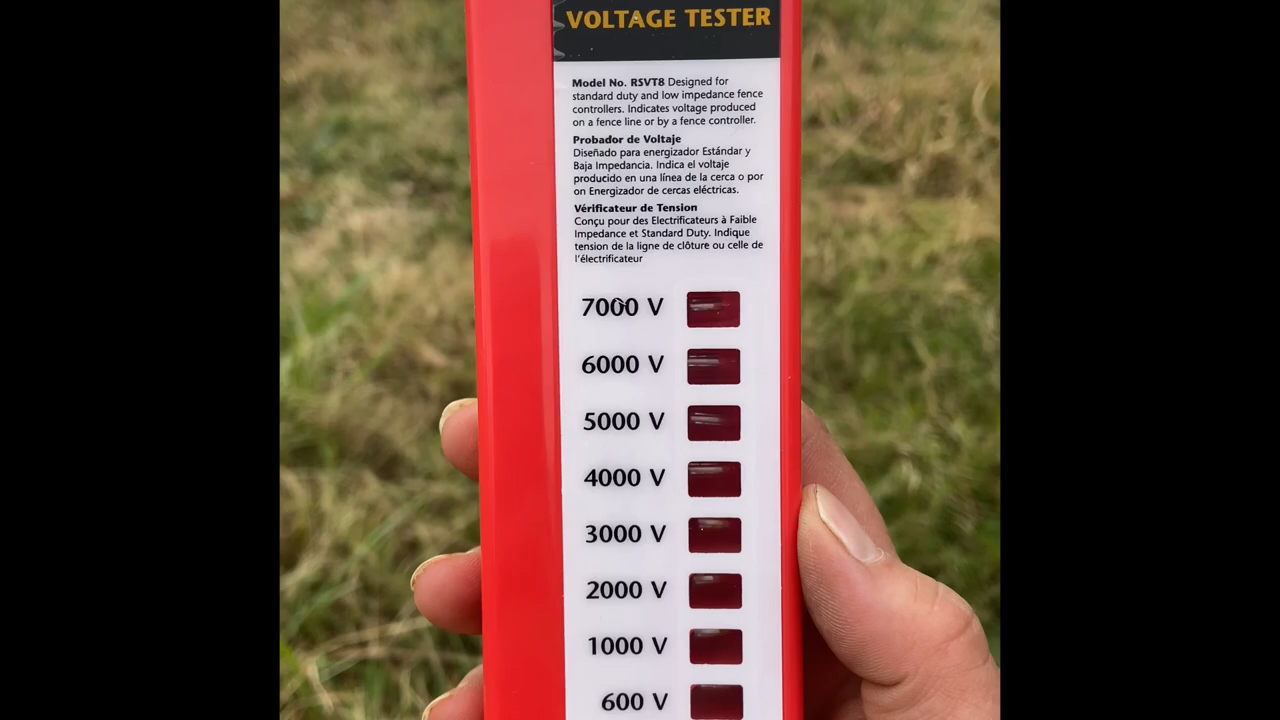 VOLTAGE TESTER
Model No. RSVT8 Designed for
standard duty and low impedance fence
controllers. Indicates voltage produced
on a fence line or by a fence controller.
Probador de Voltaje
Diseñado para energizador Estándar y
Baja Impedancia. Indica el voltaje
producido en una línea de la cerca o por
on Energizador de cercas eléctricas.
Vérificateur de Tension
Conçu pour des Electrificateurs à Faible
Impedance et Standard Duty. Indique
tension de la ligne de clôture ou celle de
l'électrificateur
7000 V
6000 V
5000 V
4000 V
3000 V
2000 V
1000 V
600 V